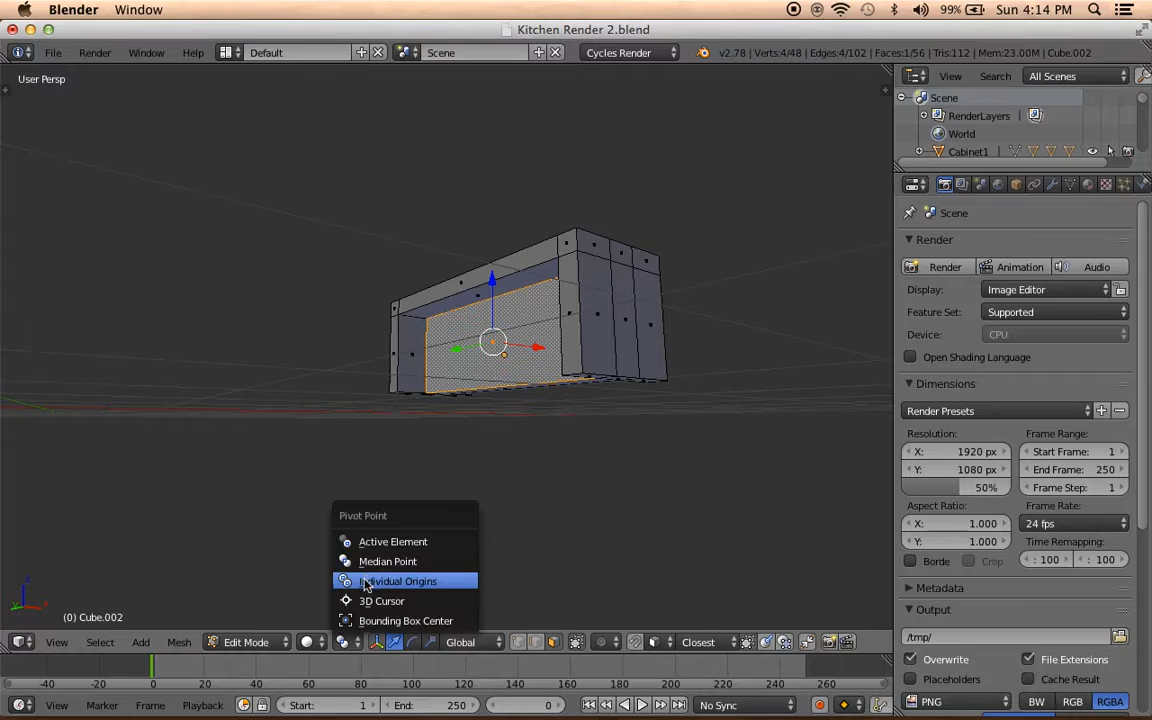 Blender Window 99% Sun 4:14 PM
Kitchen Render 2.blend
File Render Window Help Default Scene Cycles Render v2.78 | Verts:4/48 | Edges:4/102 | Faces:1/56 | Tris:112 | Mem:23.00M | Cube.002
User Persp
View Search All Scenes
Scene
RenderLayers
World
Cabinet1
Scene
Render
Render Animation Audio
Display: Image Editor
Feature Set: Supported
Device: CPU
Open Shading Language
Dimensions
Render Presets
Resolution: Frame Range:
X: 1920 px Start Frame: 1
Y: 1080 px End Frame: 250
50% Frame Step: 1
Aspect Ratio: Frame Rate:
X: 1.000 24 fps
Y: 1.000 Time Remapping:
Borde Crop : 100 : 100
Metadata
Output
/tmp/
Overwrite File Extensions
Placeholders Cache Result
PNG BW RGB RGBA
Pivot Point
Active Element
Median Point
Individual Origins
3D Cursor
Bounding Box Center
(0) Cube.002
View Select Add Mesh Edit Mode Global Closest
-40 -20 0 20 40 60 80 100 120 140 160 180 200 220 240 260
View Marker Frame Playback Start: 1 End: 250 0 No Sync